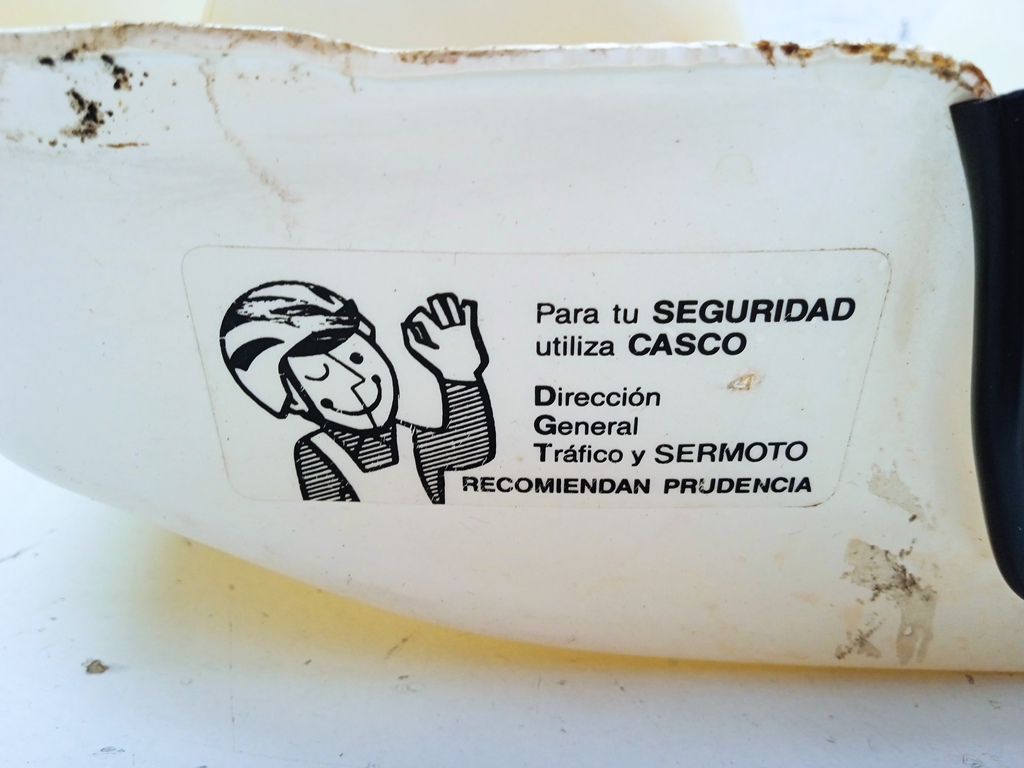 Para tu SEGURIDAD
utiliza CASCO
Dirección
General
Tráfico y SERMOTO
RECOMIENDAN PRUDENCIA